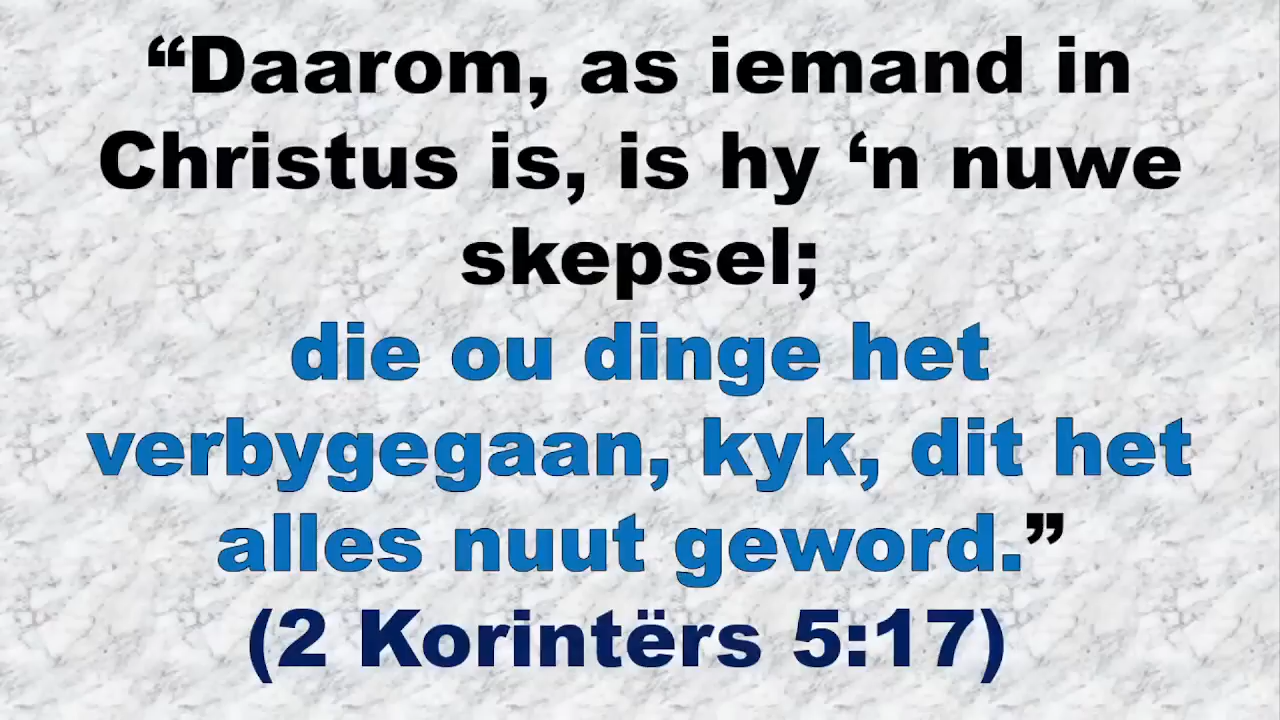 “Daarom, as iemand in
Christus is, is hy ‘n nuwe
skepsel;
die ou dinge het
verbygegaan, kyk, dit het
alles nuut geword.”
(2 Korintërs 5:17)